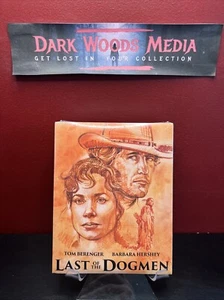 DARK WOODS MEDIA
GET LOST IN YOUR COLLECTION
TOM BERENGER BARBARA HERSHEY
LAST OF THE DOGMEN